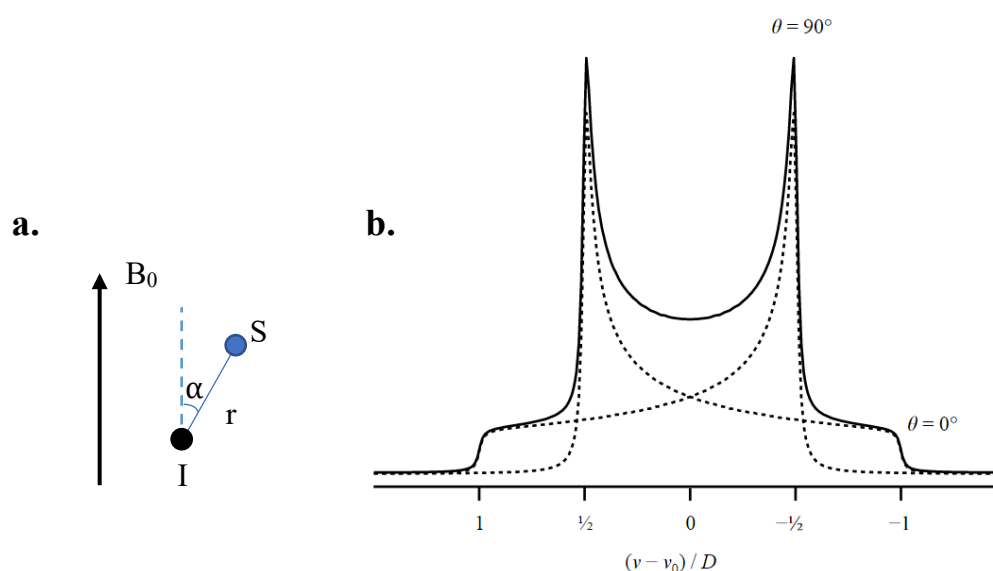 θ = 90°
a.
b.
B₀
S
α
r
I
θ = 0°
1 ½ 0 −½ −1
(ν − ν₀) / D